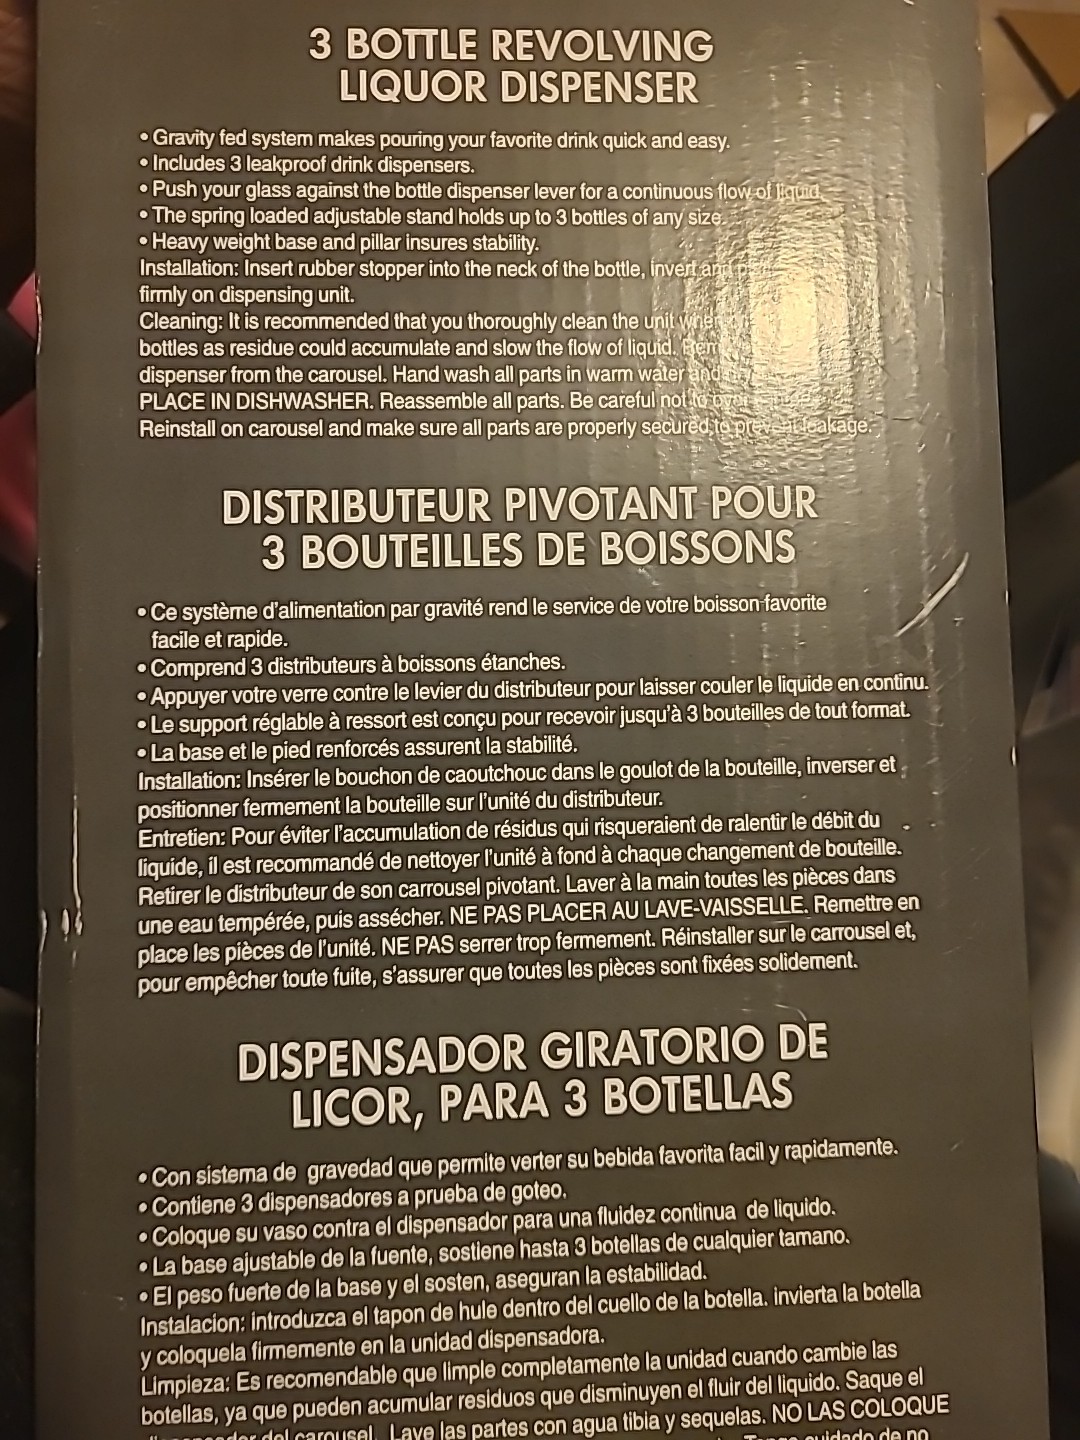 3 BOTTLE REVOLVING
LIQUOR DISPENSER
• Gravity fed system makes pouring your favorite drink quick and easy.
• Includes 3 leakproof drink dispensers.
• Push your glass against the bottle dispenser lever for a continuous flow of liquid.
• The spring loaded adjustable stand holds up to 3 bottles of any size.
• Heavy weight base and pillar insures stability.
Installation: Insert rubber stopper into the neck of the bottle, invert and
firmly on dispensing unit.
Cleaning: It is recommended that you thoroughly clean the unit when
bottles as residue could accumulate and slow the flow of liquid.
dispenser from the carousel. Hand wash all parts in warm water and
PLACE IN DISHWASHER. Reassemble all parts. Be careful not to
Reinstall on carousel and make sure all parts are properly secured to prevent leakage.
DISTRIBUTEUR PIVOTANT POUR
3 BOUTEILLES DE BOISSONS
• Ce système d'alimentation par gravité rend le service de votre boisson favorite
facile et rapide.
• Comprend 3 distributeurs à boissons étanches.
• Appuyer votre verre contre le levier du distributeur pour laisser couler le liquide en continu.
• Le support réglable à ressort est conçu pour recevoir jusqu'à 3 bouteilles de tout format.
• La base et le pied renforcés assurent la stabilité.
Installation: Insérer le bouchon de caoutchouc dans le goulot de la bouteille, inverser et
positionner fermement la bouteille sur l'unité du distributeur.
Entretien: Pour éviter l'accumulation de résidus qui risqueraient de ralentir le débit du
liquide, il est recommandé de nettoyer l'unité à fond à chaque changement de bouteille.
Retirer le distributeur de son carrousel pivotant. Laver à la main toutes les pièces dans
une eau tempérée, puis assécher. NE PAS PLACER AU LAVE-VAISSELLE. Remettre en
place les pièces de l'unité. NE PAS serrer trop fermement. Réinstaller sur le carrousel et,
pour empêcher toute fuite, s'assurer que toutes les pièces sont fixées solidement.
DISPENSADOR GIRATORIO DE
LICOR, PARA 3 BOTELLAS
• Con sistema de gravedad que permite verter su bebida favorita facil y rapidamente.
• Contiene 3 dispensadores a prueba de goteo.
• Coloque su vaso contra el dispensador para una fluidez continua de liquido.
• La base ajustable de la fuente, sostiene hasta 3 botellas de cualquier tamano.
• El peso fuerte de la base y el sosten, aseguran la estabilidad.
Instalacion: introduzca el tapon de hule dentro del cuello de la botella. invierta la botella
y coloquela firmemente en la unidad dispensadora.
Limpieza: Es recomendable que limple completamente la unidad cuando cambie las
botellas, ya que pueden acumular residuos que disminuyen el fluir del liquido. Saque el
del carousel. Lave las partes con agua tibia y sequelas. NO LAS COLOQUE
cuidado de no